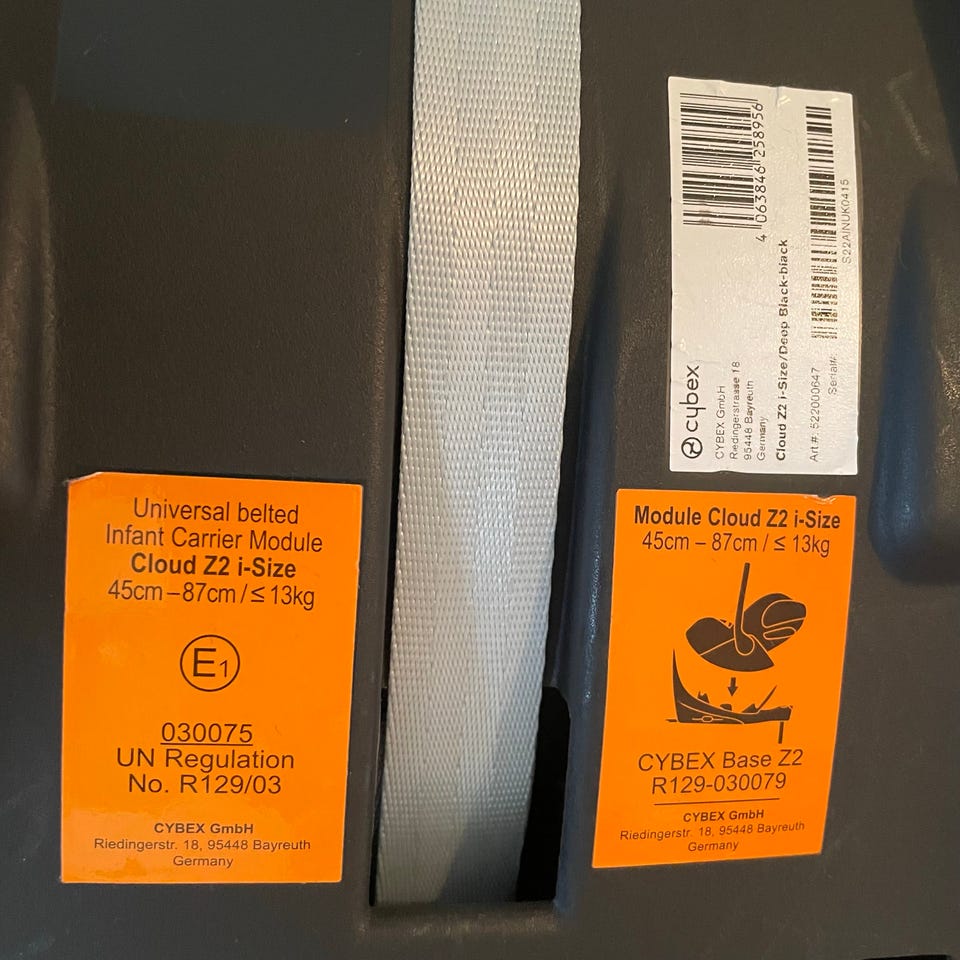 Universal belted
Infant Carrier Module
Cloud Z2 i-Size
45cm – 87cm / ≤ 13kg
E1
030075
UN Regulation
No. R129/03
CYBEX GmbH
Riedingerstr. 18, 95448 Bayreuth
Germany
4 063846 258956
cybex
CYBEX GmbH
Riedingerstrasse 18
95448 Bayreuth
Germany
Cloud Z2 i-Size/Deep Black-black
Art #: 522000647
Serial#:
S22AINUK0415
Module Cloud Z2 i-Size
45cm – 87cm / ≤ 13kg
CYBEX Base Z2
R129-030079
CYBEX GmbH
Riedingerstr. 18, 95448 Bayreuth
Germany